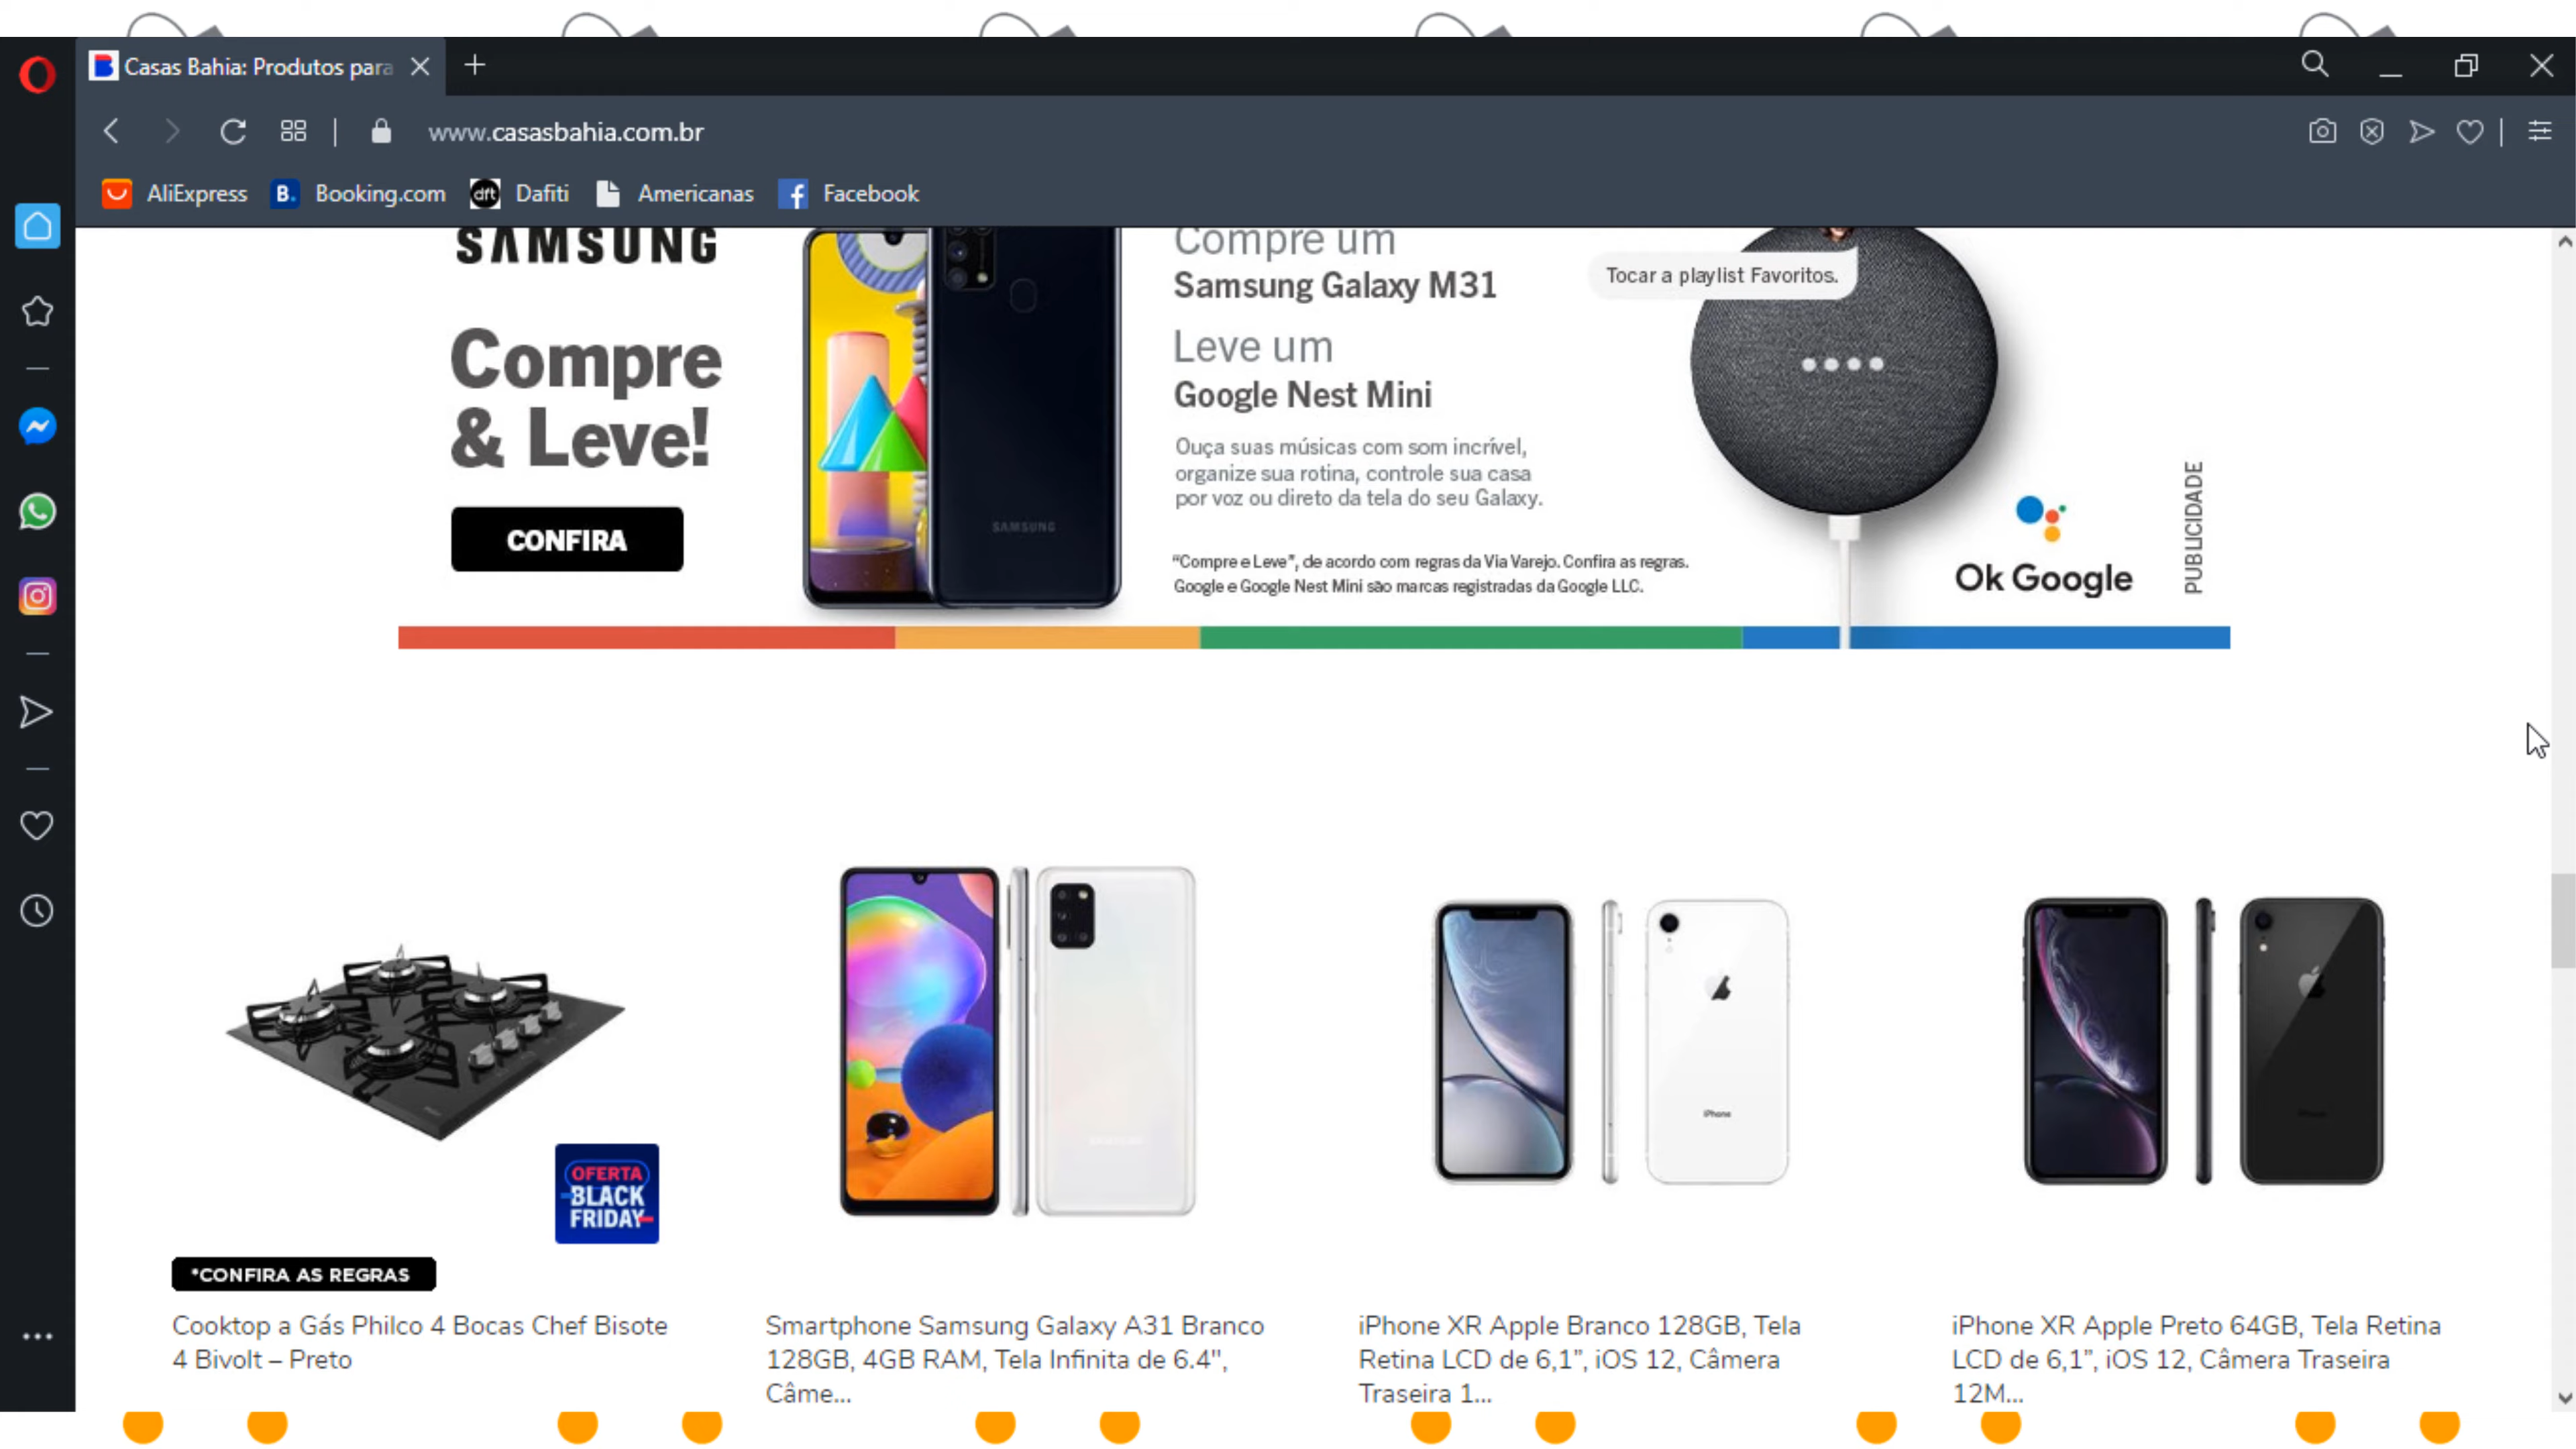 Casas Bahia: Produtos para
www.casasbahia.com.br
AliExpress
B.
Booking.com
dft
Dafiti
Americanas
Facebook
SAMSUNG
Compre
& Leve!
CONFIRA
SAMSUNG
Compre um
Samsung Galaxy M31
Leve um
Google Nest Mini
Ouça suas músicas com som incrível,
organize sua rotina, controle sua casa
por voz ou direto da tela do seu Galaxy.
"Compre e Leve", de acordo com regras da Via Varejo. Confira as regras.
Google e Google Nest Mini são marcas registradas da Google LLC.
Tocar a playlist Favoritos.
Ok Google
PUBLICIDADE
OFERTA
BLACK
FRIDAY
*CONFIRA AS REGRAS
Cooktop a Gás Philco 4 Bocas Chef Bisote
4 Bivolt – Preto
SAMSUNG
Smartphone Samsung Galaxy A31 Branco
128GB, 4GB RAM, Tela Infinita de 6.4",
Câme...
iPhone
iPhone XR Apple Branco 128GB, Tela
Retina LCD de 6,1”, iOS 12, Câmera
Traseira 1...
iPhone
iPhone XR Apple Preto 64GB, Tela Retina
LCD de 6,1”, iOS 12, Câmera Traseira
12M...